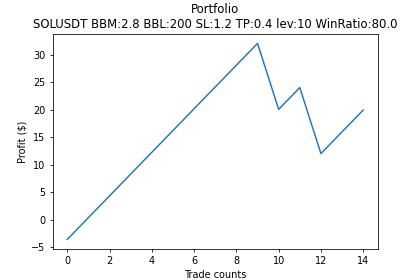 Portfolio
SOLUSDT BBM:2.8 BBL:200 SL:1.2 TP:0.4 lev:10 WinRatio:80.0
30
25
20
15
10
5
0
−5
Profit ($)
0 2 4 6 8 10 12 14
Trade counts